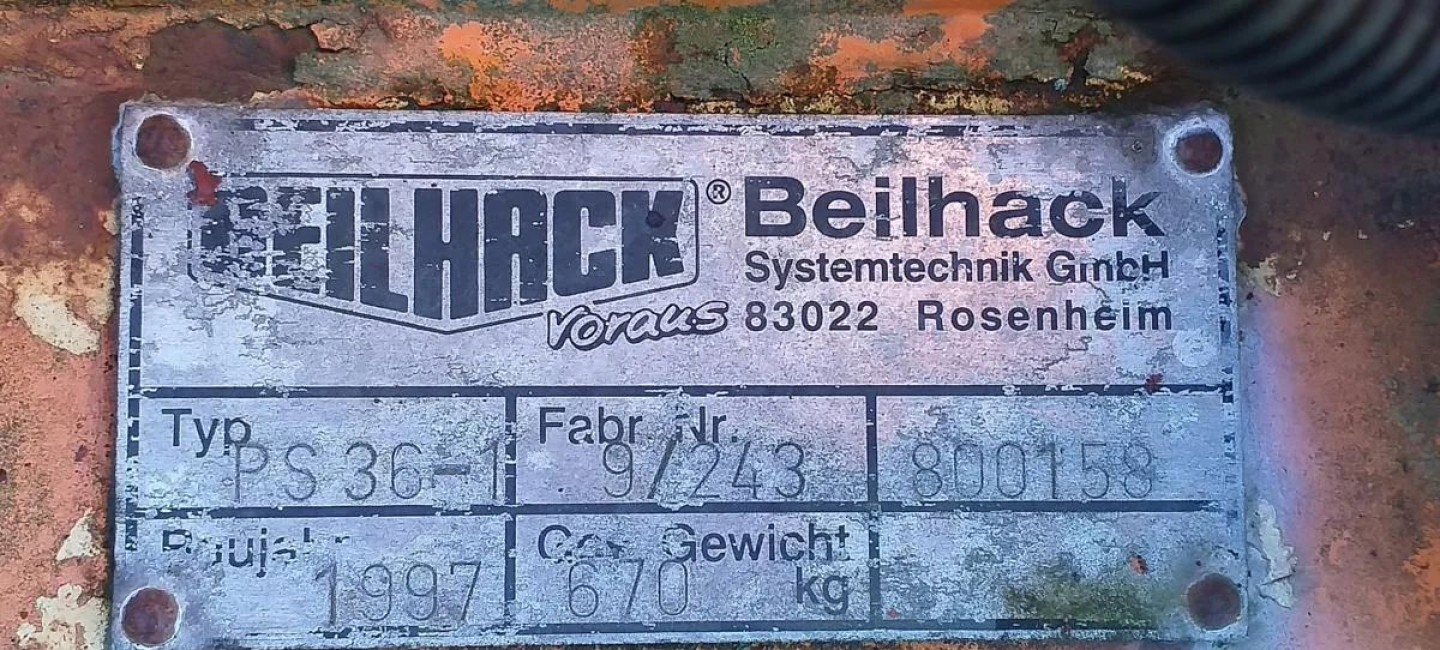 BEILHACK ®
voraus
Beilhack
Systemtechnik GmbH
83022 Rosenheim
Typ Fabr. Nr.
PS 36-1 9/243 800158
Baujahr Ges. Gewicht
1997 670 kg